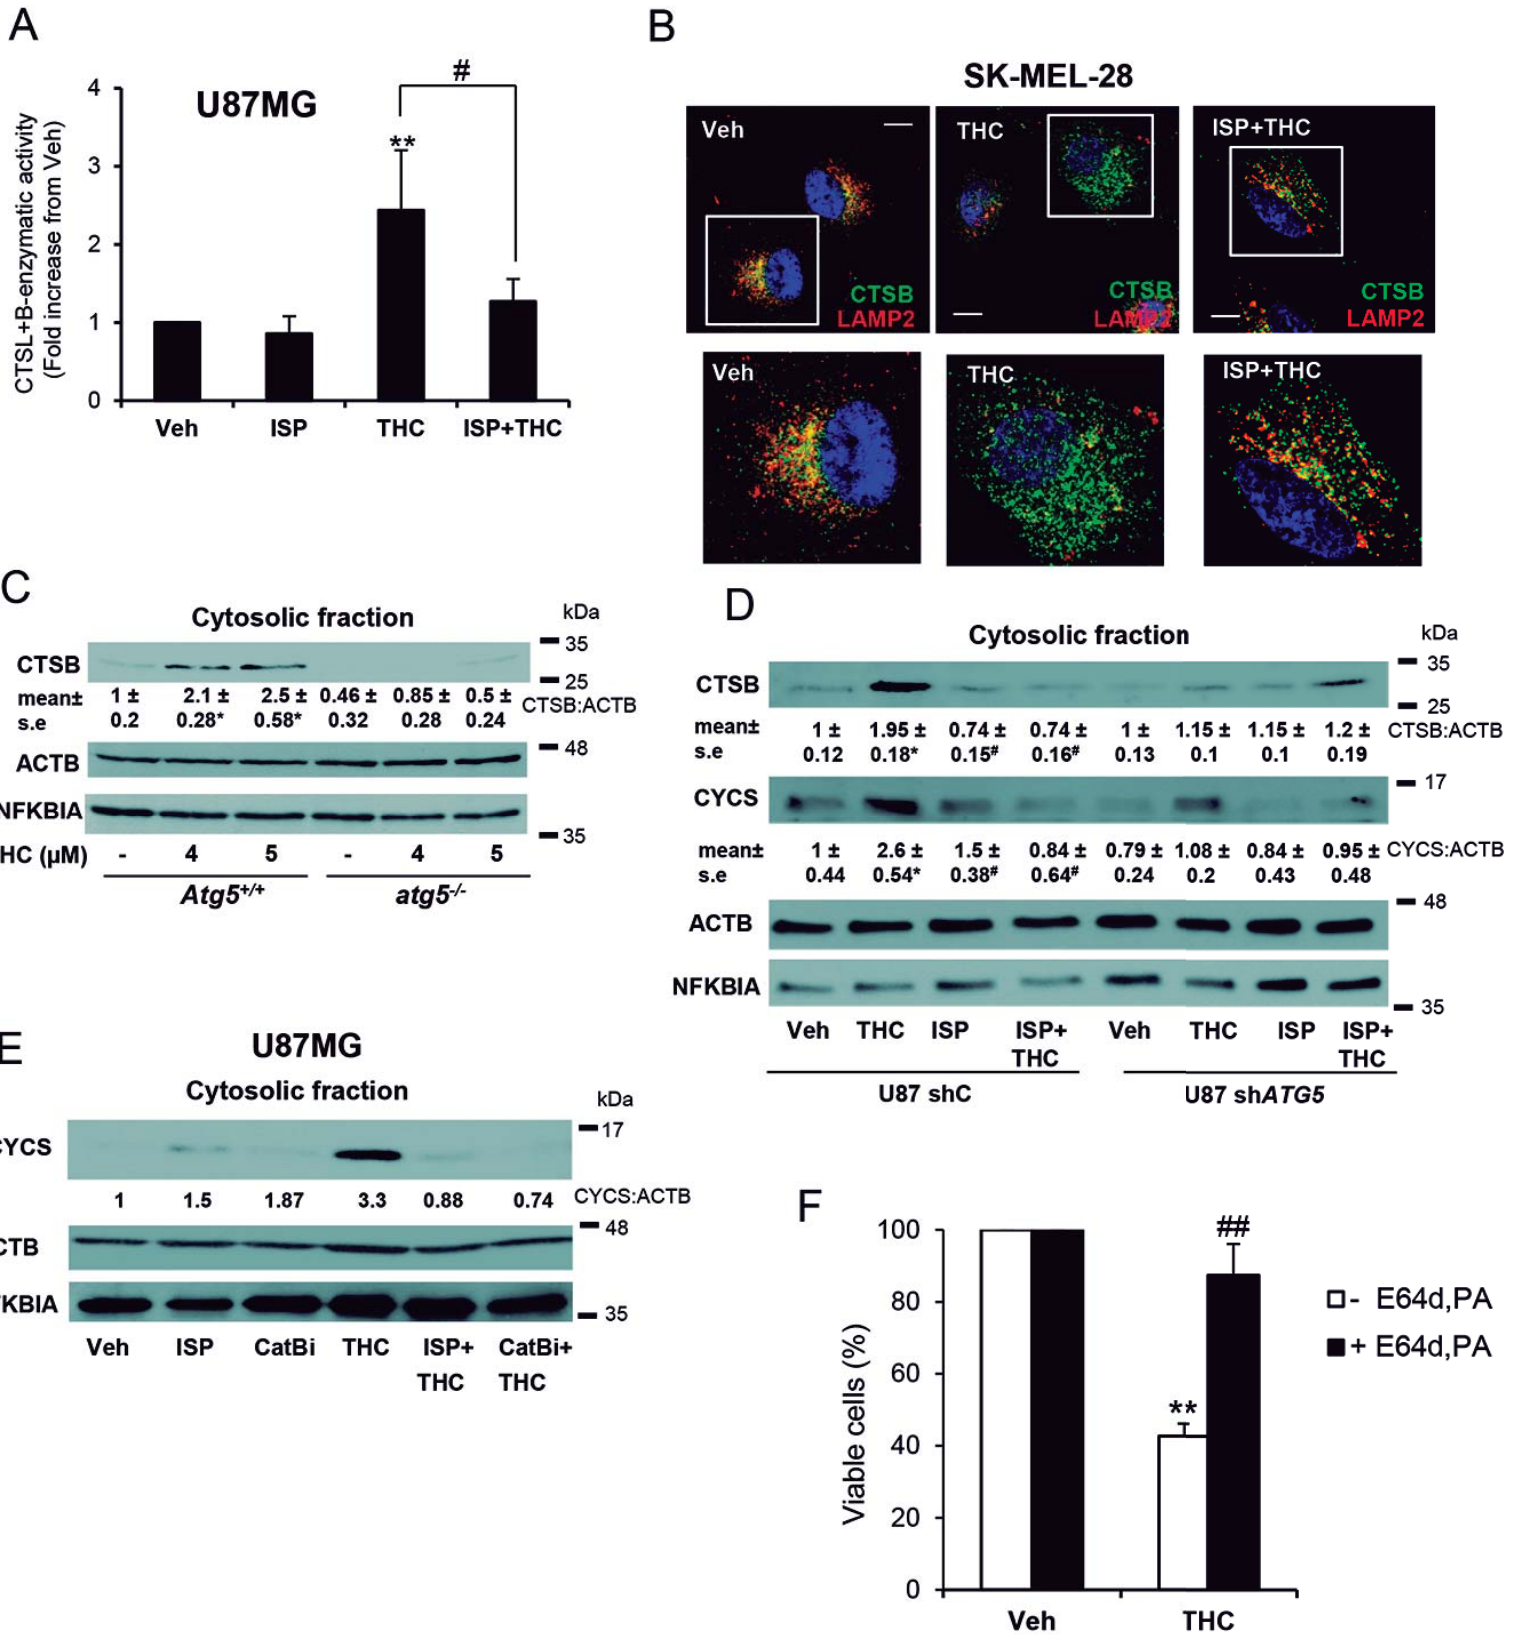 A
U87MG
#
**
CTSL+B-enzymatic activity
(Fold increase from Veh)
4
3
2
1
0
Veh ISP THC ISP+THC
B
SK-MEL-28
Veh THC ISP+THC
CTSB CTSB CTSB
LAMP2 LAMP2 LAMP2
Veh THC ISP+THC
C
Cytosolic fraction
kDa
CTSB
35
25
mean± 1 ± 2.1 ± 2.5 ± 0.46 ± 0.85 ± 0.5 ± CTSB:ACTB
s.e 0.2 0.28* 0.58* 0.32 0.28 0.24
ACTB 48
NFKBIA
35
HC (µM) - 4 5 - 4 5
Atg5+/+ atg5-/-
D
Cytosolic fraction
kDa
CTSB
35
25
mean± 1 ± 1.95 ± 0.74 ± 0.74 ± 1 ± 1.15 ± 1.15 ± 1.2 ± CTSB:ACTB
s.e 0.12 0.18* 0.15# 0.16# 0.13 0.1 0.1 0.19
CYCS 17
mean± 1 ± 2.6 ± 1.5 ± 0.84 ± 0.79 ± 1.08 ± 0.84 ± 0.95 ± CYCS:ACTB
s.e 0.44 0.54* 0.38# 0.64# 0.24 0.2 0.43 0.48
48
ACTB
NFKBIA
35
Veh THC ISP ISP+ Veh THC ISP ISP+
THC THC
U87 shC U87 shATG5
E
U87MG
Cytosolic fraction
kDa
CYCS 17
1 1.5 1.87 3.3 0.88 0.74 CYCS:ACTB
CTB 48
FKBIA 35
Veh ISP CatBi THC ISP+ CatBi+
THC THC
F
Viable cells (%)
100
80
60
40
20
0
**
##
- E64d,PA
+ E64d,PA
Veh THC